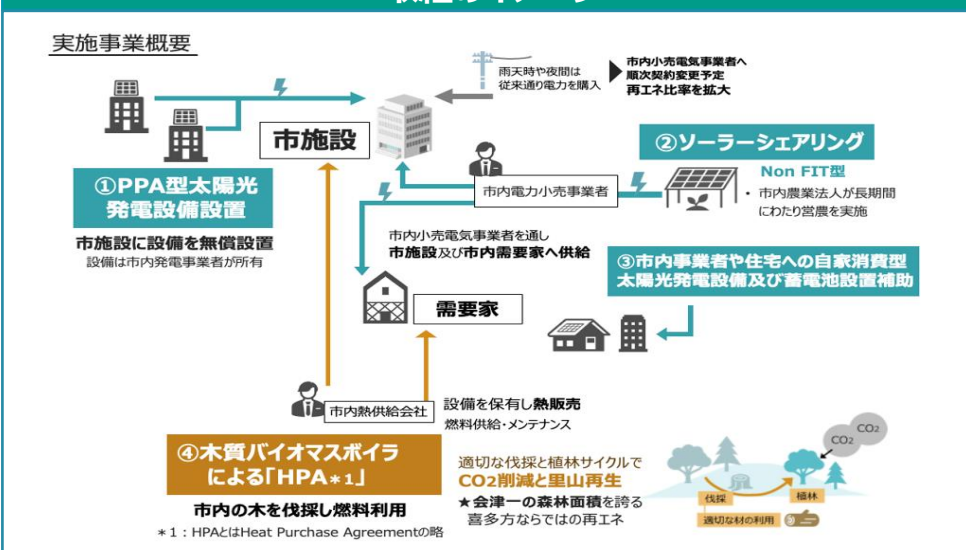 実施事業概要
雨天時や夜間は
従来通り電力を購入
市内小売電気事業者へ
順次契約変更予定
再エネ比率を拡大
市施設
②ソーラーシェアリング
Non FIT型
・ 市内農業法人が長期間
にわたり営農を実施
①PPA型太陽光
発電設備設置
市内電力小売事業者
市施設に設備を無償設置
設備は市内発電事業者が所有
市内小売電気事業者を通し
市施設及び市内需要家へ供給
③市内事業者や住宅への自家消費型
太陽光発電設備及び蓄電池設置補助
需要家
市内熱供給会社
設備を保有し熱販売
燃料供給・メンテナンス
④木質バイオマスボイラ
による「HPA*1」
市内の木を伐採し燃料利用
*1:HPAとはHeat Purchase Agreementの略
適切な伐採と植林サイクルで
CO2削減と里山再生
★会津一の森林面積を誇る
喜多方ならではの再エネ
CO2
CO2
伐採
植林
適切な材の利用